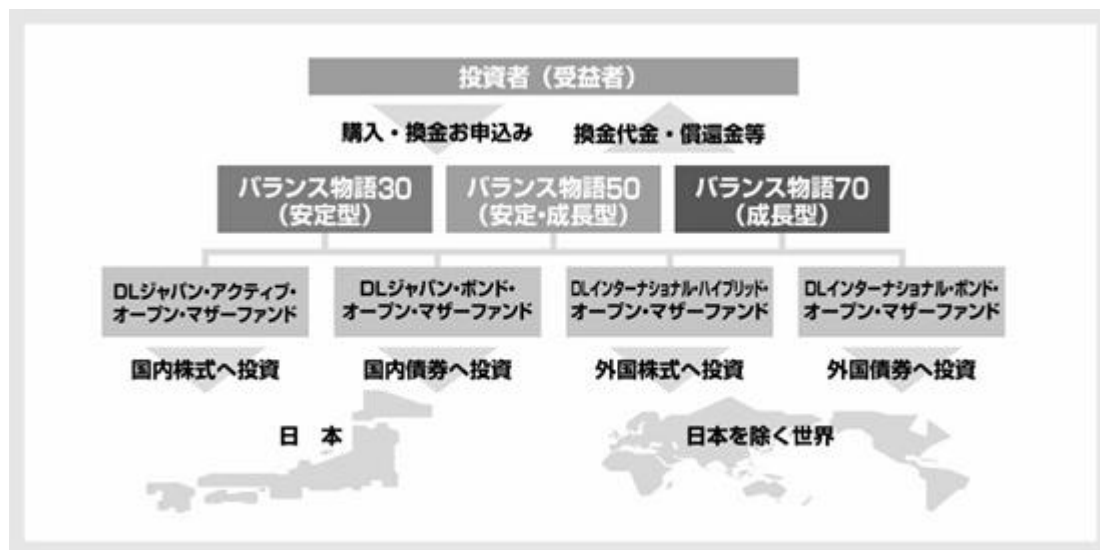 投資者（受益者）
購入・換金お申込み
換金代金・償還金等
バランス物語30
（安定型）
バランス物語50
（安定・成長型）
バランス物語70
（成長型）
DLジャパン・アクティブ・
オープン・マザーファンド
DLジャパン・ボンド・
オープン・マザーファンド
DLインターナショナル・ハイブリッド・
オープン・マザーファンド
DLインターナショナル・ボンド・
オープン・マザーファンド
国内株式へ投資
国内債券へ投資
外国株式へ投資
外国債券へ投資
日　本
日本を除く世界